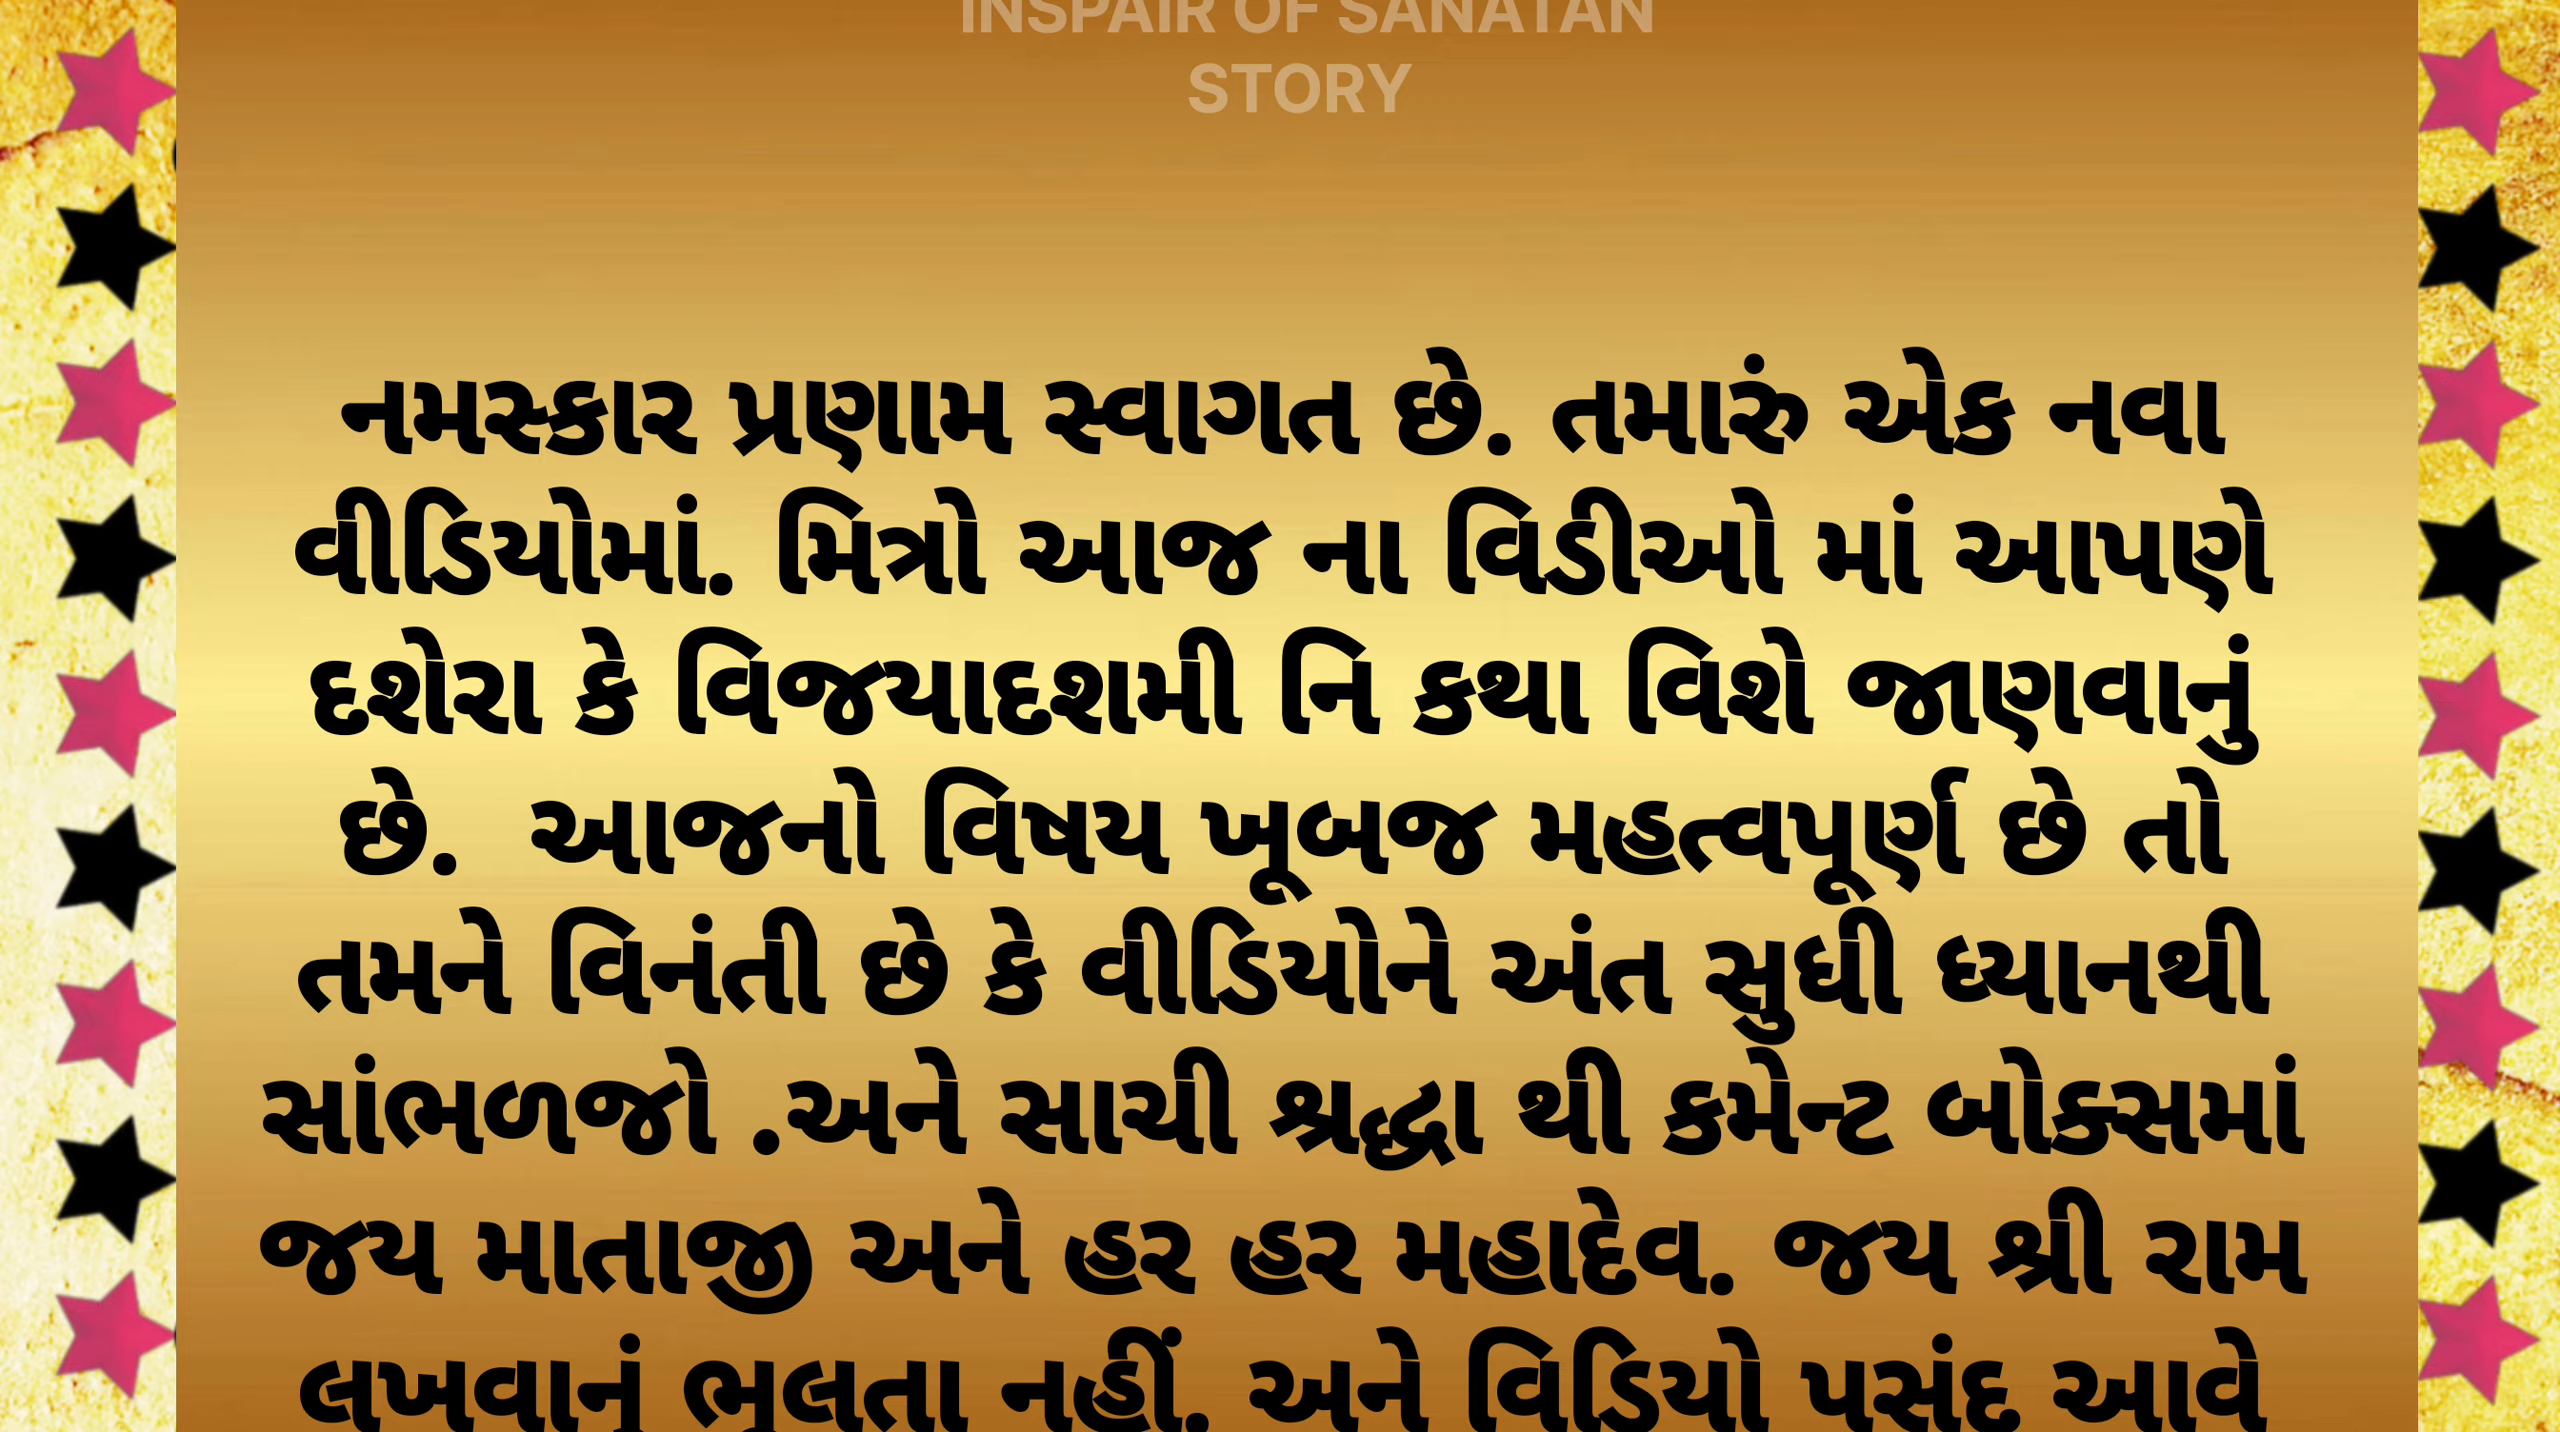 INSPAIR OF SANATAN
STORY
નમસ્કાર પ્રણામ સ્વાગત છે. તમારું એક નવા
વીડિયોમાં. મિત્રો આજ ના વિડીઓ માં આપણે
દશેરા કે વિજયાદશમી નિ કથા વિશે જાણવાનું
છે.  આજનો વિષય ખૂબજ મહત્વપૂર્ણ છે તો
તમને વિનંતી છે કે વીડિયોને અંત સુધી ધ્યાનથી
સાંભળજો .અને સાચી શ્રદ્ધા થી કમેન્ટ બોક્સમાં
જય માતાજી અને હર હર મહાદેવ. જય શ્રી રામ
લખવાનું ભુલતા નહીં. અને વિડિયો પસંદ આવે